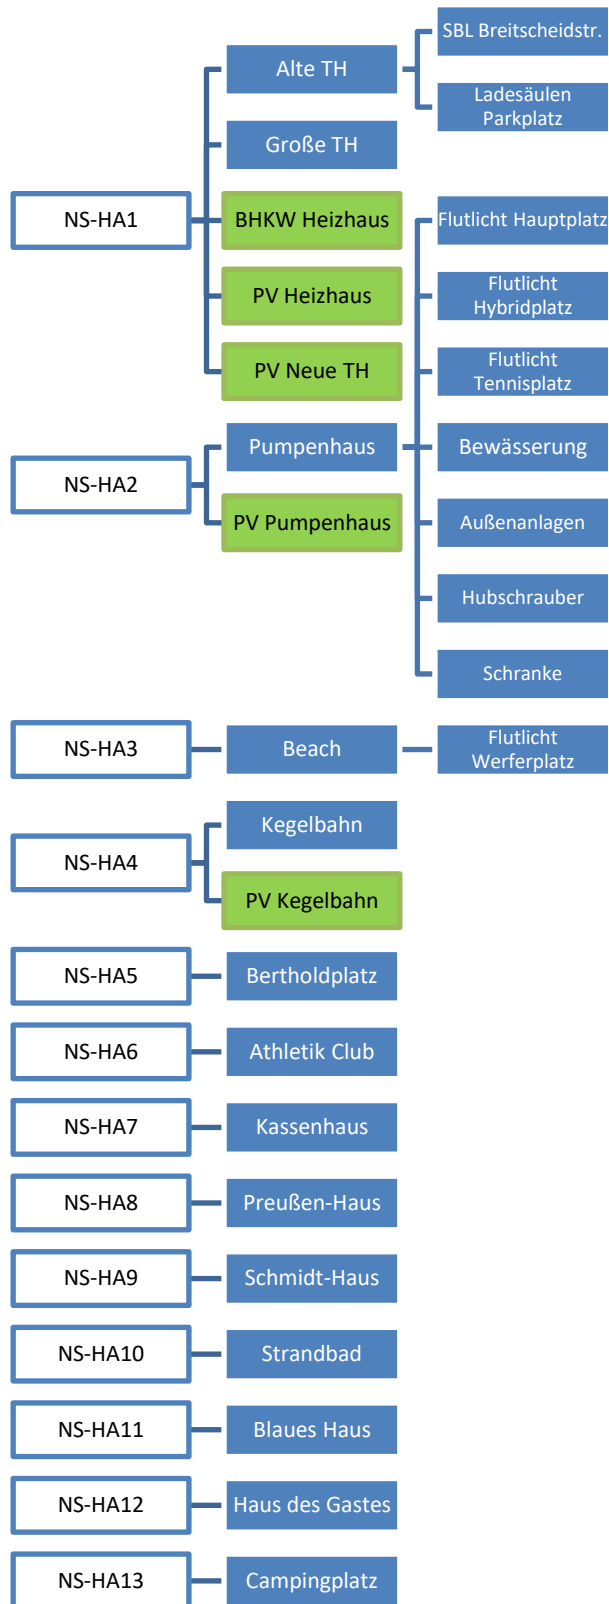 SBL Breitscheidstr.
Alte TH
Ladesäulen
Parkplatz
Große TH
NS-HA1
BHKW Heizhaus
Flutlicht Hauptplatz
PV Heizhaus
Flutlicht
Hybridplatz
PV Neue TH
Flutlicht
Tennisplatz
Pumpenhaus
Bewässerung
NS-HA2
PV Pumpenhaus
Außenanlagen
Hubschrauber
Schranke
NS-HA3
Beach
Flutlicht
Werferplatz
Kegelbahn
NS-HA4
PV Kegelbahn
NS-HA5
Bertholdplatz
NS-HA6
Athletik Club
NS-HA7
Kassenhaus
NS-HA8
Preußen-Haus
NS-HA9
Schmidt-Haus
NS-HA10
Strandbad
NS-HA11
Blaues Haus
NS-HA12
Haus des Gastes
NS-HA13
Campingplatz